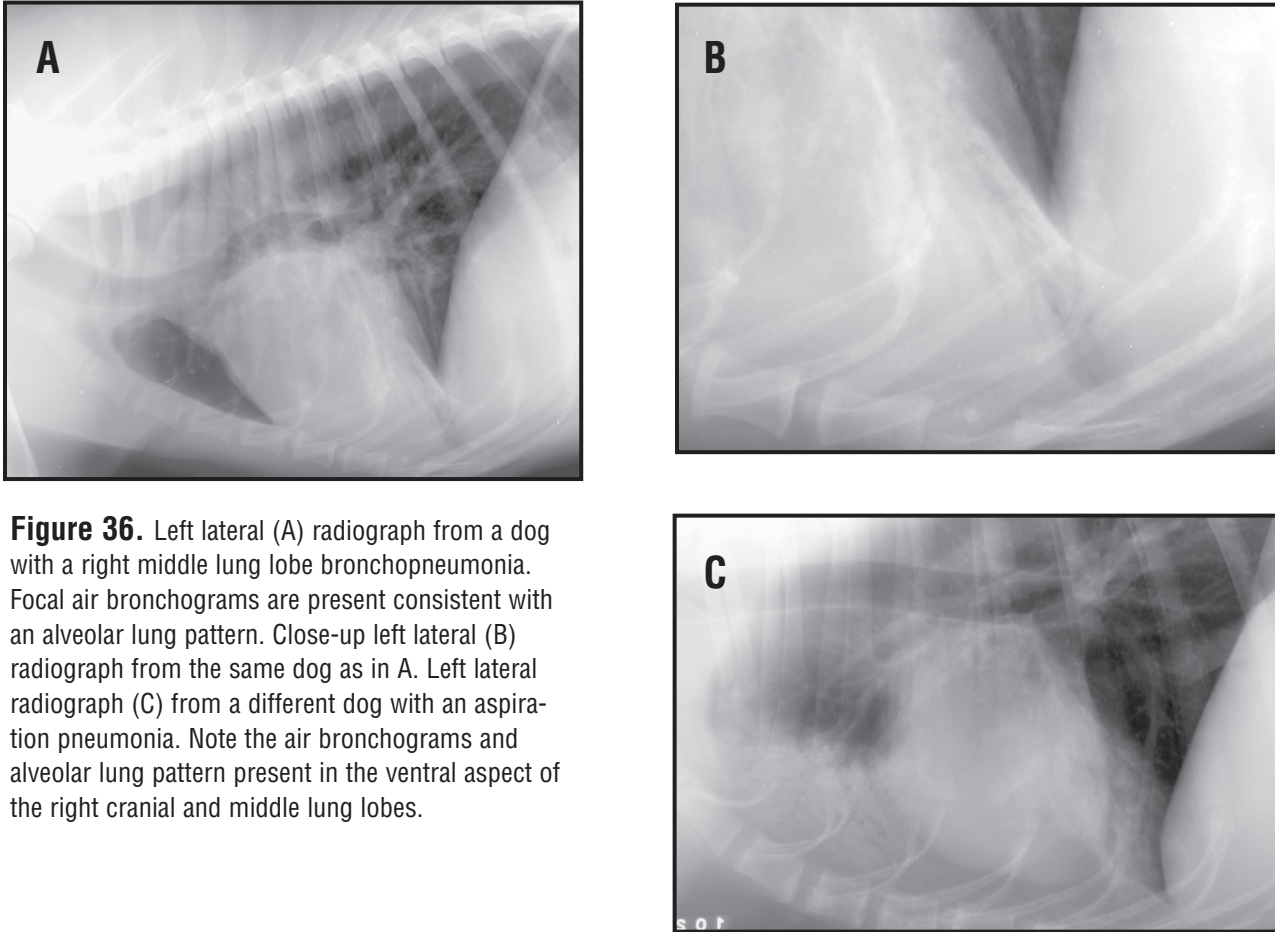 A
B
Figure 36. Left lateral (A) radiograph from a dog
with a right middle lung lobe bronchopneumonia.
Focal air bronchograms are present consistent with
an alveolar lung pattern. Close-up left lateral (B)
radiograph from the same dog as in A. Left lateral
radiograph (C) from a different dog with an aspira-
tion pneumonia. Note the air bronchograms and
alveolar lung pattern present in the ventral aspect of
the right cranial and middle lung lobes.
C